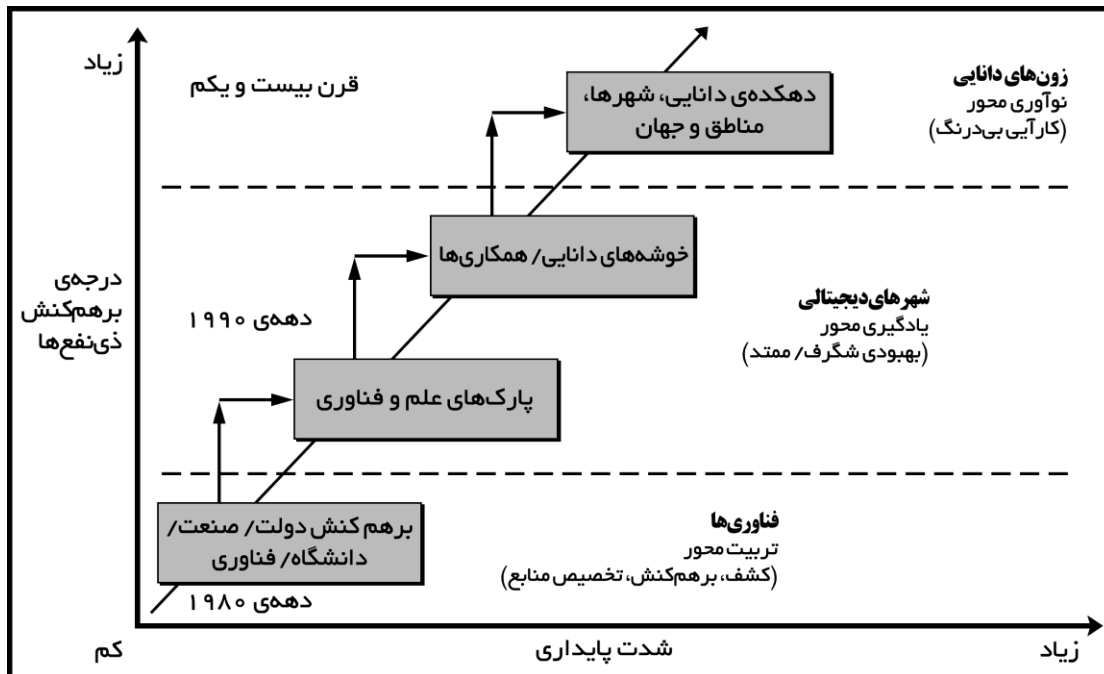 زیاد
قرن بیست و یکم
دهکده‌ی دانایی، شهرها،
مناطق و جهان
زون‌های دانایی
نوآوری محور
(کارآیی بی‌درنگ)
خوشه‌های دانایی/ همکاری‌ها
درجه‌ی
برهم‌کنش
ذی‌نفع‌ها
دهه‌ی ۱۹۹۰
شهرهای دیجیتالی
یادگیری محور
(بهبودی شگرف/ ممتد)
پارک‌های علم و فناوری
برهم کنش دولت/ صنعت/
دانشگاه/ فناوری
فناوری‌ها
تربیت محور
(کشف، برهم‌کنش، تخصیص منابع)
دهه‌ی ۱۹۸۰
کم
شدت پایداری
زیاد